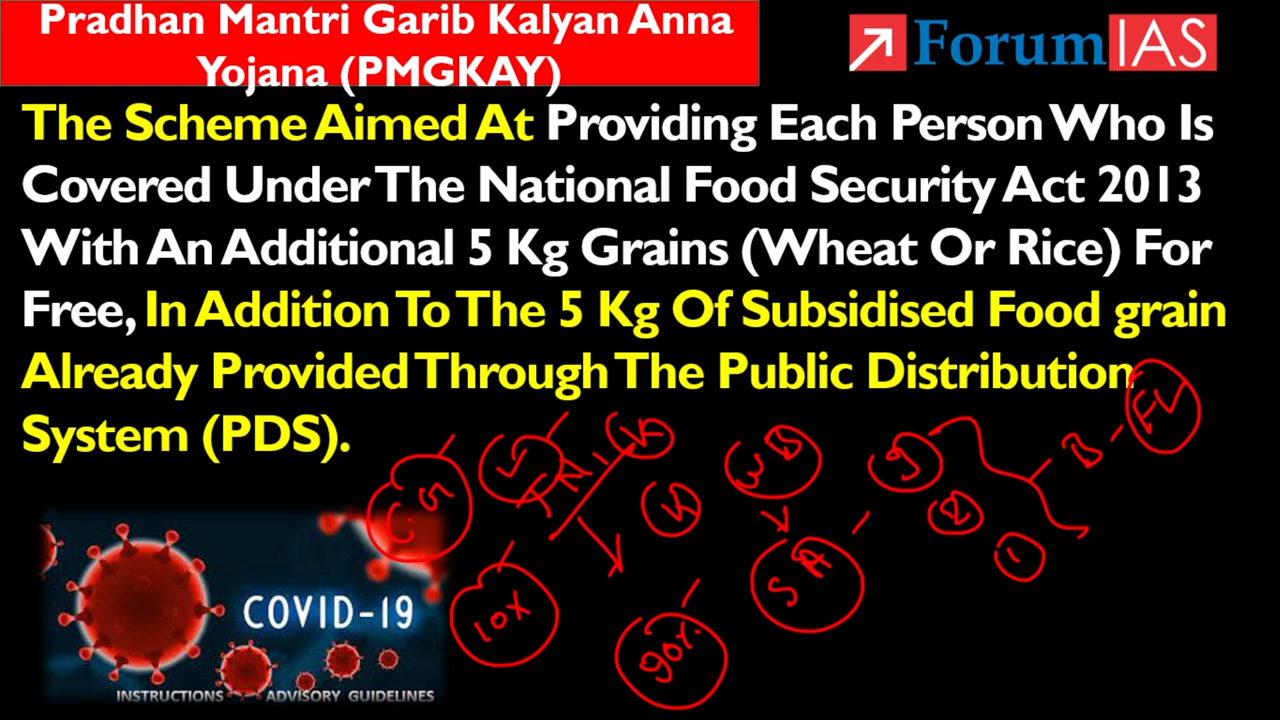 Pradhan Mantri Garib Kalyan Anna
Yojana (PMGKAY)
ForumIAS
The Scheme Aimed At Providing Each Person Who Is
Covered Under The National Food Security Act 2013
With An Additional 5 Kg Grains (Wheat Or Rice) For
Free, In Addition To The 5 Kg Of Subsidised Food grain
Already Provided Through The Public Distribution
System (PDS).
COVID-19
INSTRUCTIONS ADVISORY GUIDELINES
WB
SA
90%